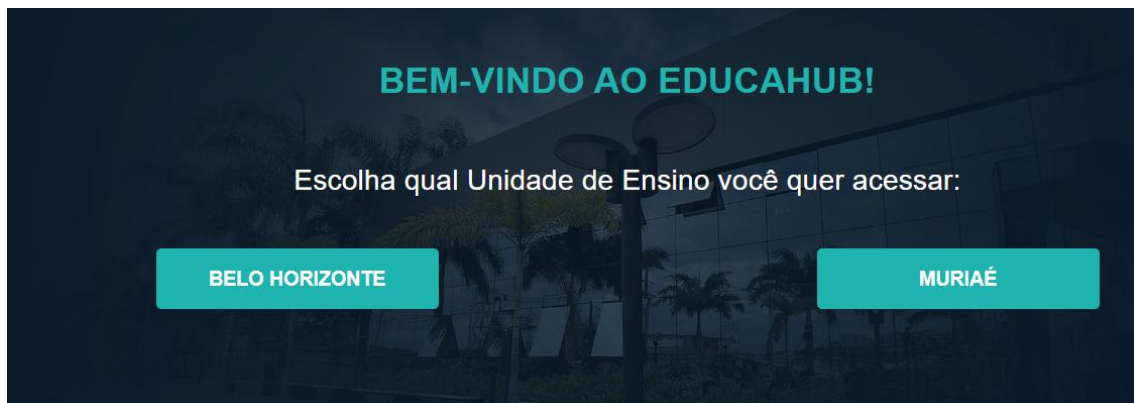 BEM-VINDO AO EDUCAHUB!
Escolha qual Unidade de Ensino você quer acessar:
BELO HORIZONTE
MURIAÉ